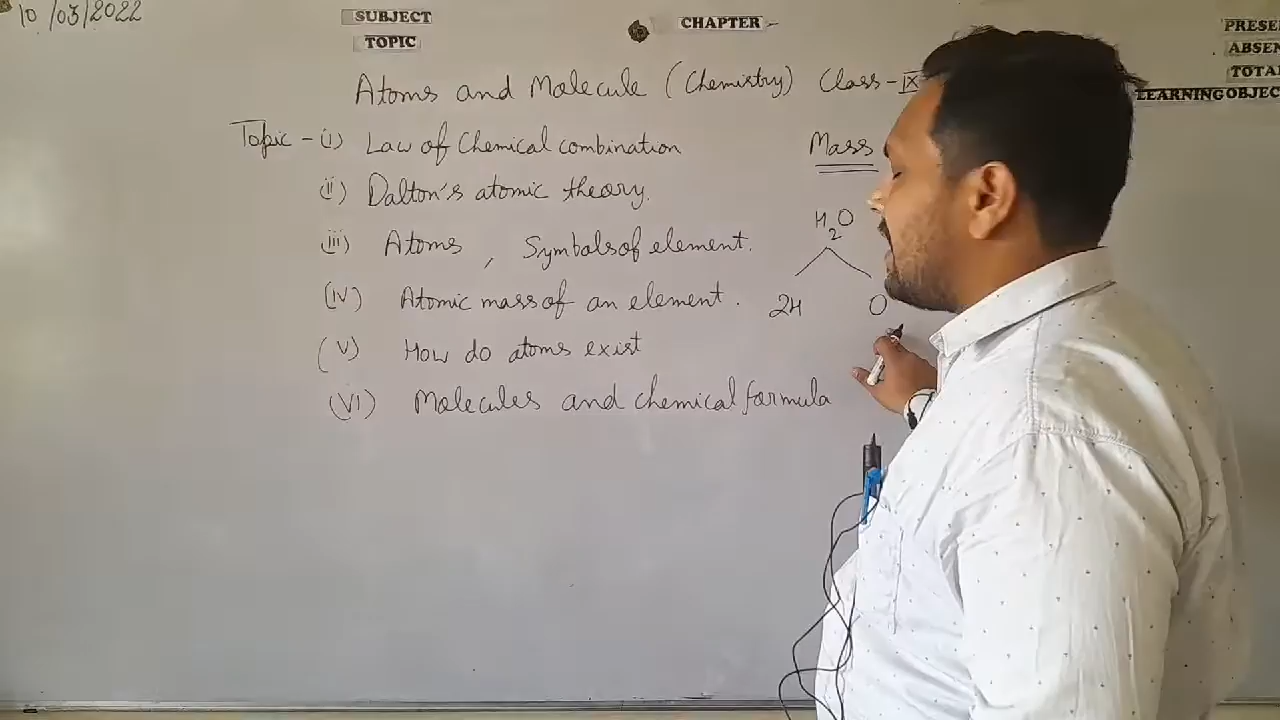 10/03/2022
SUBJECT
TOPIC
CHAPTER
Atoms and Molecule (Chemistry) Class - IX
Topic - (i) Law of Chemical combination
(ii) Dalton's atomic theory.
(iii) Atoms, Symbols of element.
(iv) Atomic mass of an element.
(v) How do atoms exist
(vi) Molecules and chemical formula
Mass
H2O
2H O
PRESE
ABSEN
TOTA
LEARNING OBJEC